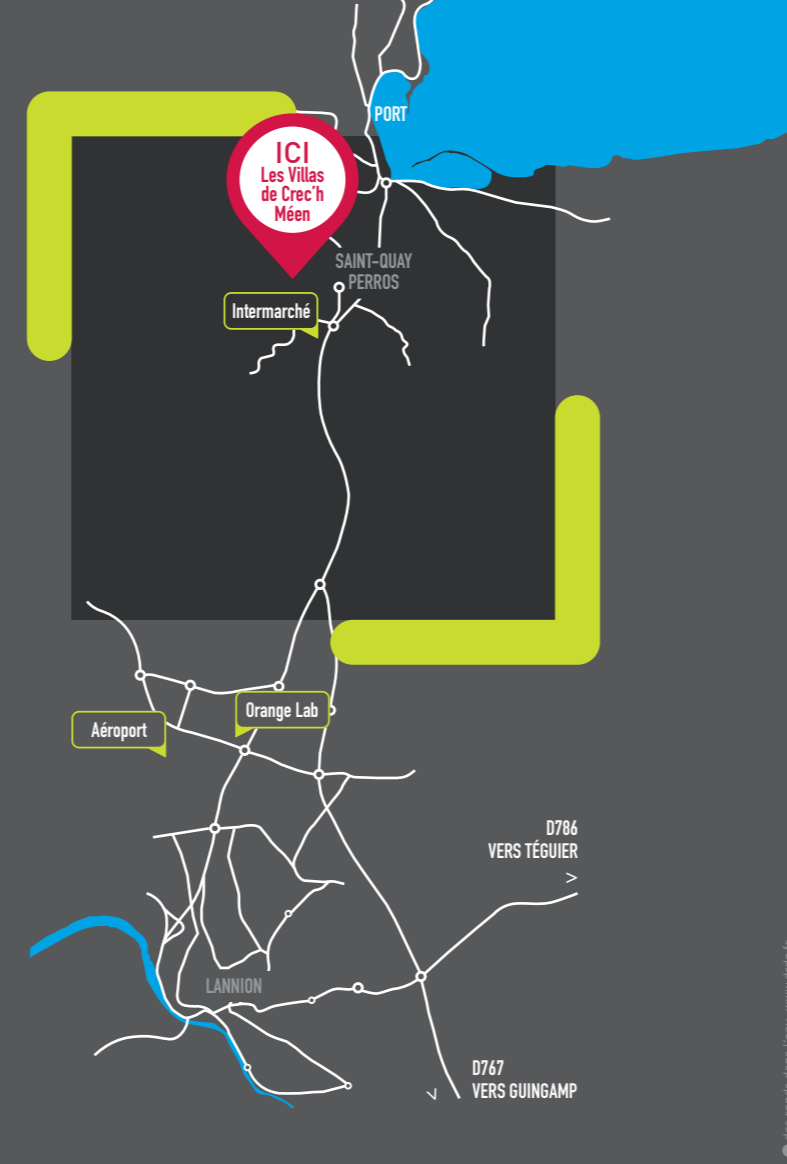 PORT
ICI
Les Villas
de Crec'h
Méen
SAINT-QUAY
PERROS
Intermarché
Orange Lab
Aéroport
D786
VERS TÉGUIER
>
LANNION
D767
VERS GUINGAMP